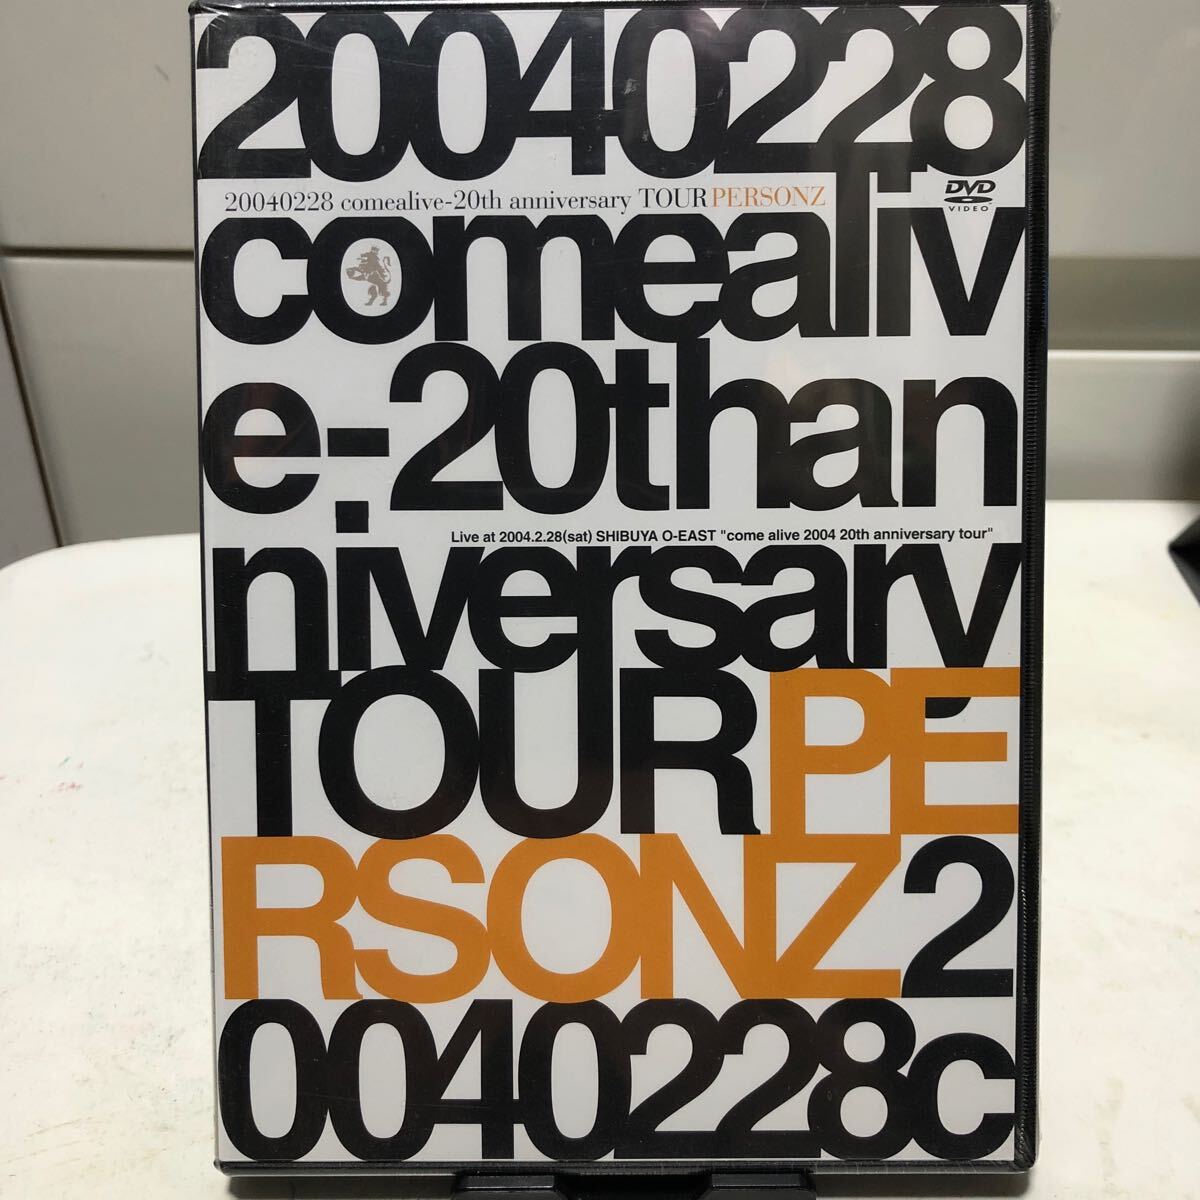 20040228
20040228 comealive-20th anniversary TOUR PERSONZ
DVD
VIDEO
comealiv
e-20than
Live at 2004.2.28(sat) SHIBUYA O-EAST "come alive 2004 20th anniversary tour"
niversary
TOURPE
RSONZ2
0040228c